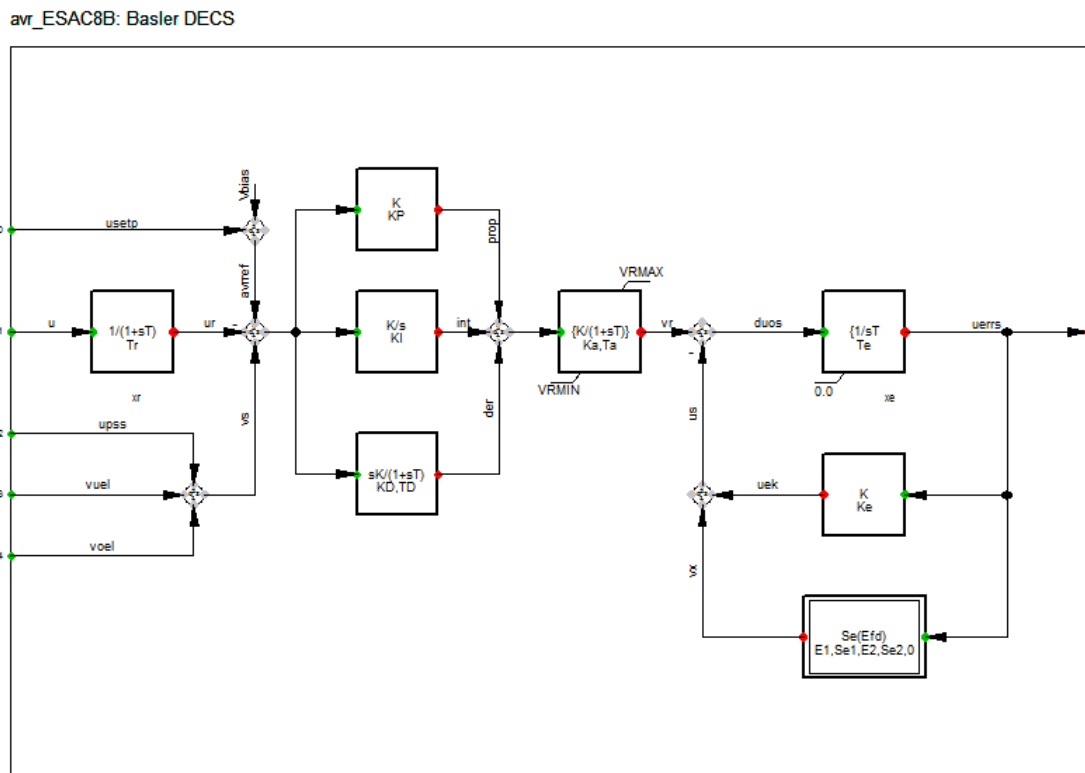 avr_ESAC8B: Basler DECS
Vbias
usetp
avrref
K
KP
prop
VRMAX
u
1/(1+sT)
Tr
xr
ur
-
K/s
KI
int
{K/(1+sT)}
Ka,Ta
VRMIN
vr
-
duos
{1/sT
Te
0.0
xe
uerrs
upss
vuel
voel
vs
sK/(1+sT)
KD,TD
der
us
uek
K
Ke
vx
Se(Efd)
E1,Se1,E2,Se2,0